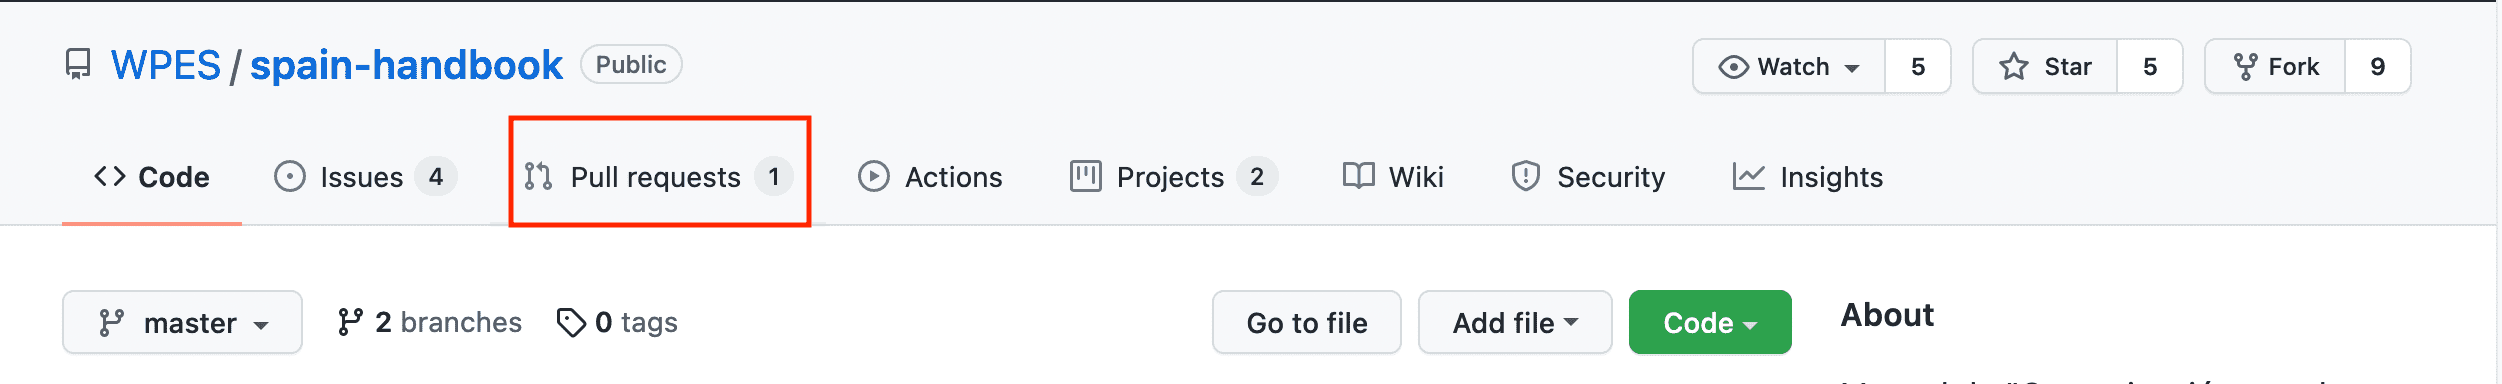 WPES / spain-handbook Public Watch 5 Star 5 Fork 9
Code Issues 4 Pull requests 1 Actions Projects 2 Wiki Security Insights
master 2 branches 0 tags Go to file Add file Code About